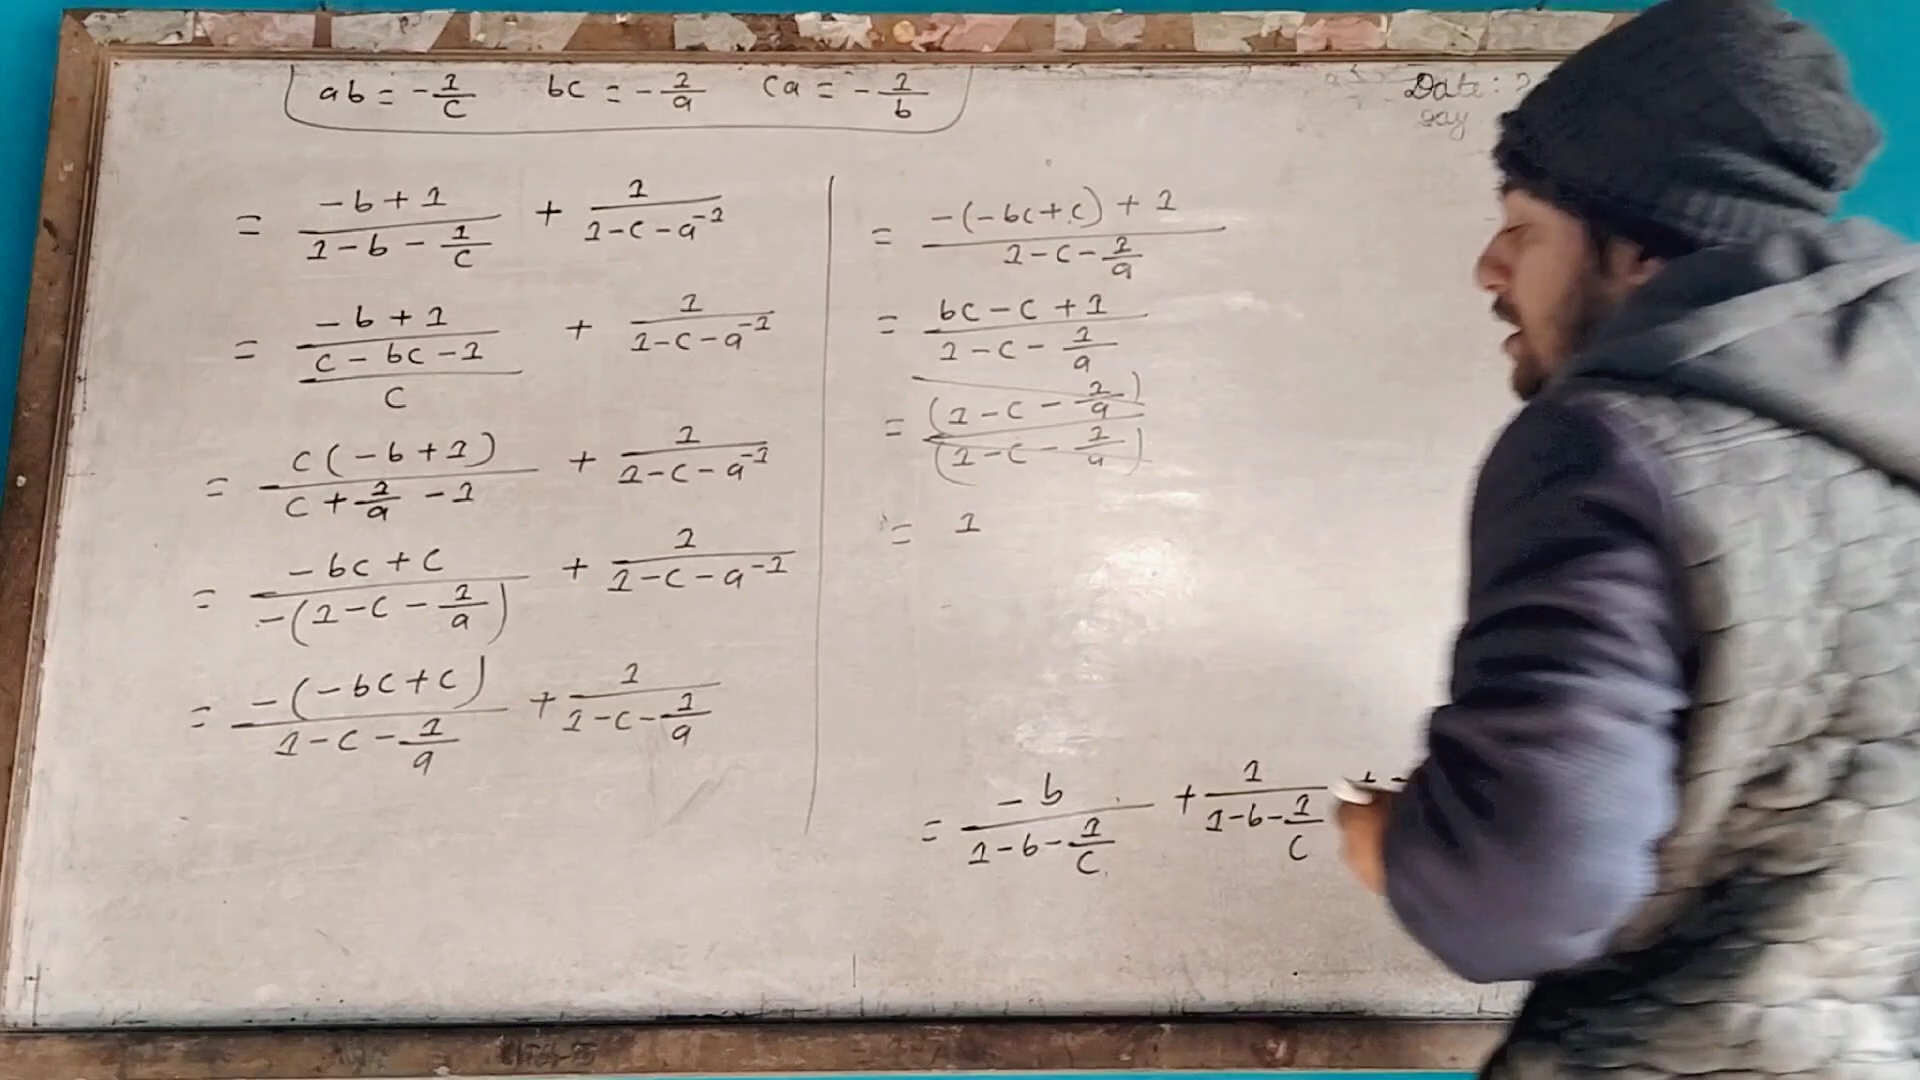 ab = -1/c bc = -1/a ca = -1/b
Date:
= (-b+1)/(1-b-1/c) + 1/(1-c-a^-1)
= (-b+1)/((c-bc-1)/c) + 1/(1-c-a^-1)
= c(-b+1)/(c+1/a-1) + 1/(1-c-a^-1)
= (-bc+c)/(-(1-c-1/a)) + 1/(1-c-a^-1)
= -(-bc+c)/(1-c-1/a) + 1/(1-c-1/a)
= (-(-bc+c)+1)/(1-c-1/a)
= (bc-c+1)/(1-c-1/a)
= (1-c-1/a)/(1-c-1/a)
= 1
= -b/(1-b-1/c) + 1/(1-b-1/c)